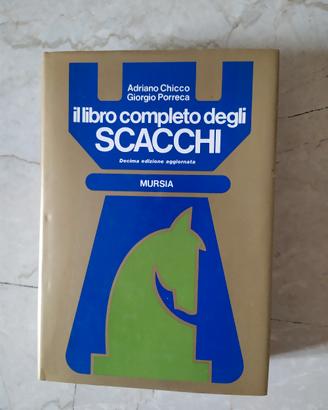 Adriano Chicco
Giorgio Porreca
il libro completo degli
SCACCHI
Decima edizione aggiornata
MURSIA